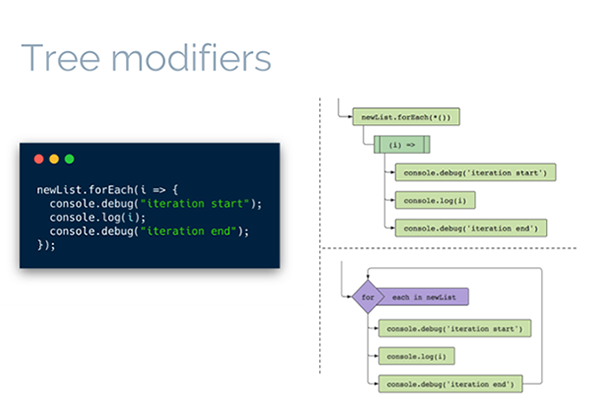 Tree modifiers
newList.forEach(i => {
console.debug("iteration start");
console.log(i);
console.debug("iteration end");
});
newList.forEach(*())
(i) =>
console.debug('iteration start')
console.log(i)
console.debug('iteration end')
for each in newList
console.debug('iteration start')
console.log(i)
console.debug('iteration end')